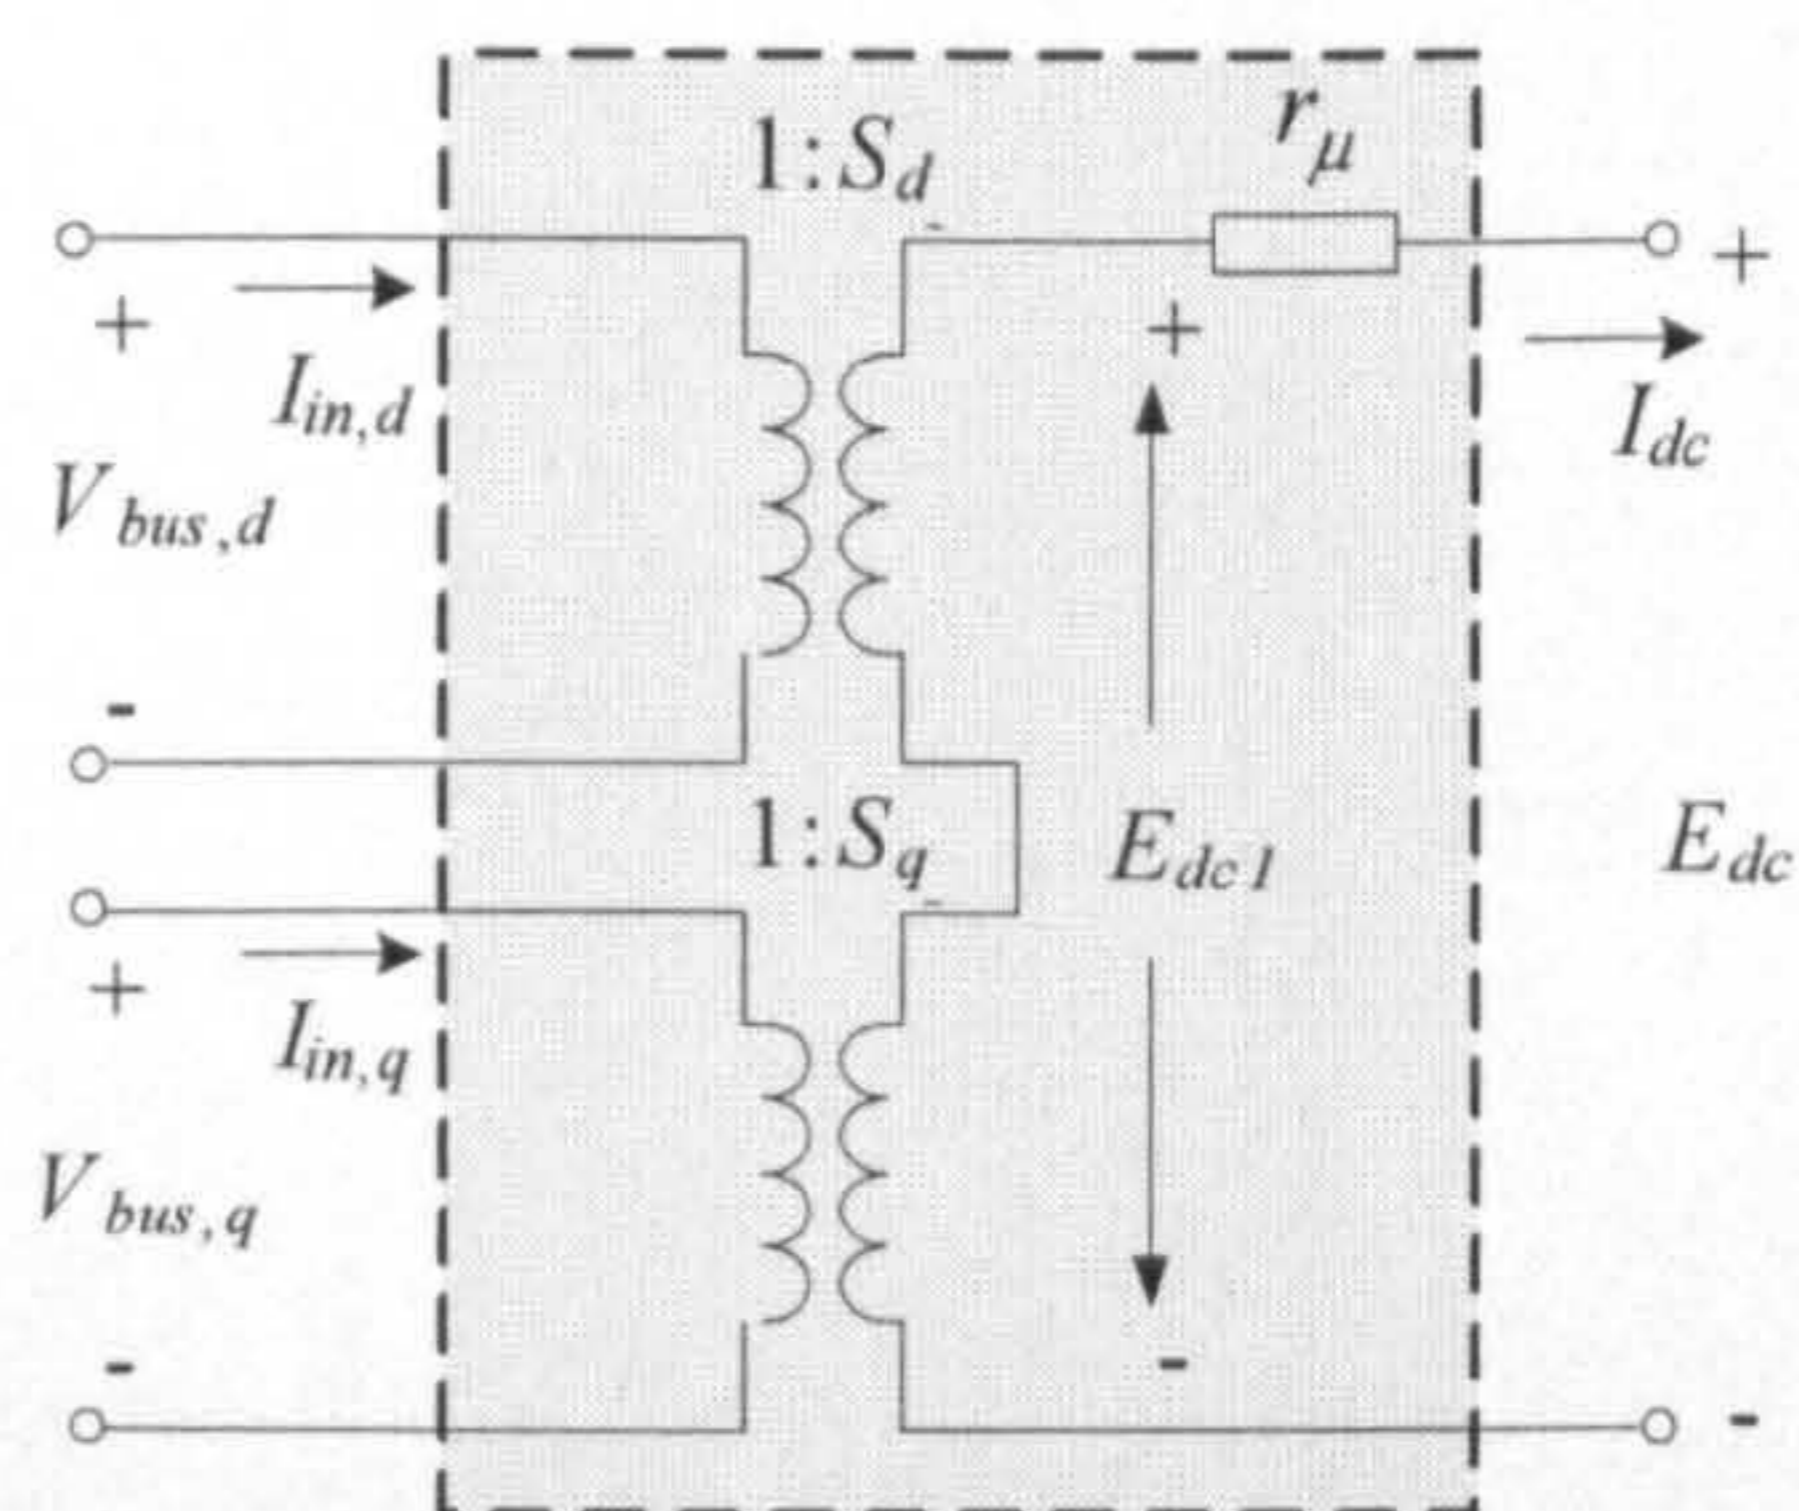 1:S_d
r_μ
+
+
I_in,d
+
I_dc
V_bus,d
-
1:S_q
E_dc1
E_dc
+
I_in,q
V_bus,q
-
-
-